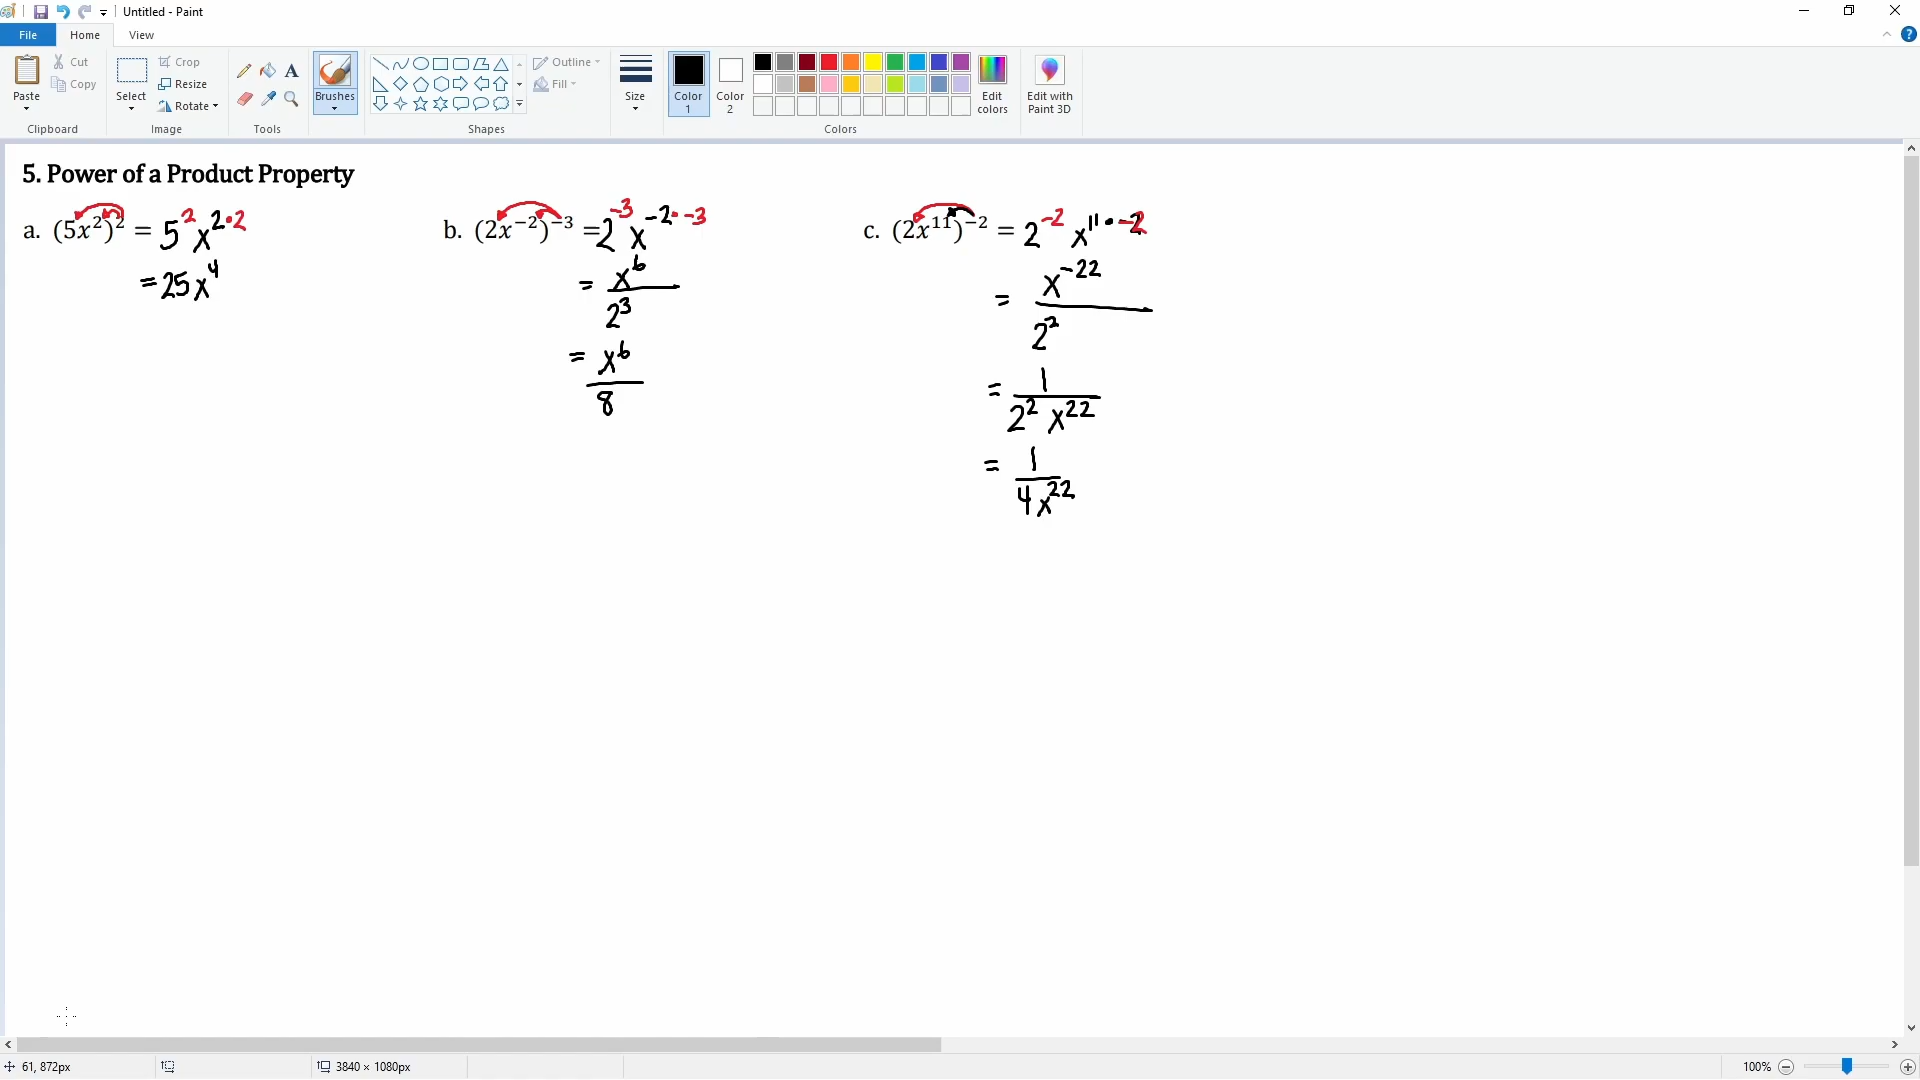 Untitled - Paint
File Home View
Paste
Cut
Copy
Clipboard
Select
Crop
Resize
Rotate
Image
Tools
Brushes
Shapes
Outline
Fill
Size
Color 1
Color 2
Colors
Edit colors
Edit with Paint 3D
5. Power of a Product Property
a. (5x²)² = 5² x^(2·2)
= 25x⁴
b. (2x⁻²)⁻³ = 2⁻³ x^(-2·-3)
= x⁶/2³
= x⁶/8
c. (2x¹¹)⁻² = 2⁻² x^(11·-2)
= x⁻²²/2²
= 1/(2² x²²)
= 1/(4x²²)
61, 872px
3840 × 1080px
100%